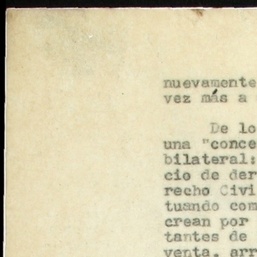 nuevamente
vez más a
De lo
una "conce
bilateral:
cio de der
recho Civi
tuando com
crean por
tantes de
venta, arr